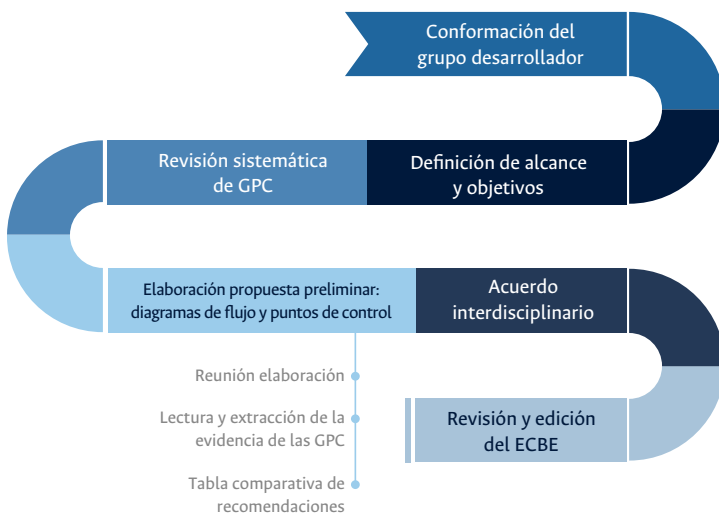 Conformación del
grupo desarrollador
Revisión sistemática
de GPC
Definición de alcance
y objetivos
Elaboración propuesta preliminar:
diagramas de flujo y puntos de control
Acuerdo
interdisciplinario
Reunión elaboración
Lectura y extracción de la
evidencia de las GPC
Tabla comparativa de
recomendaciones
Revisión y edición
del ECBE